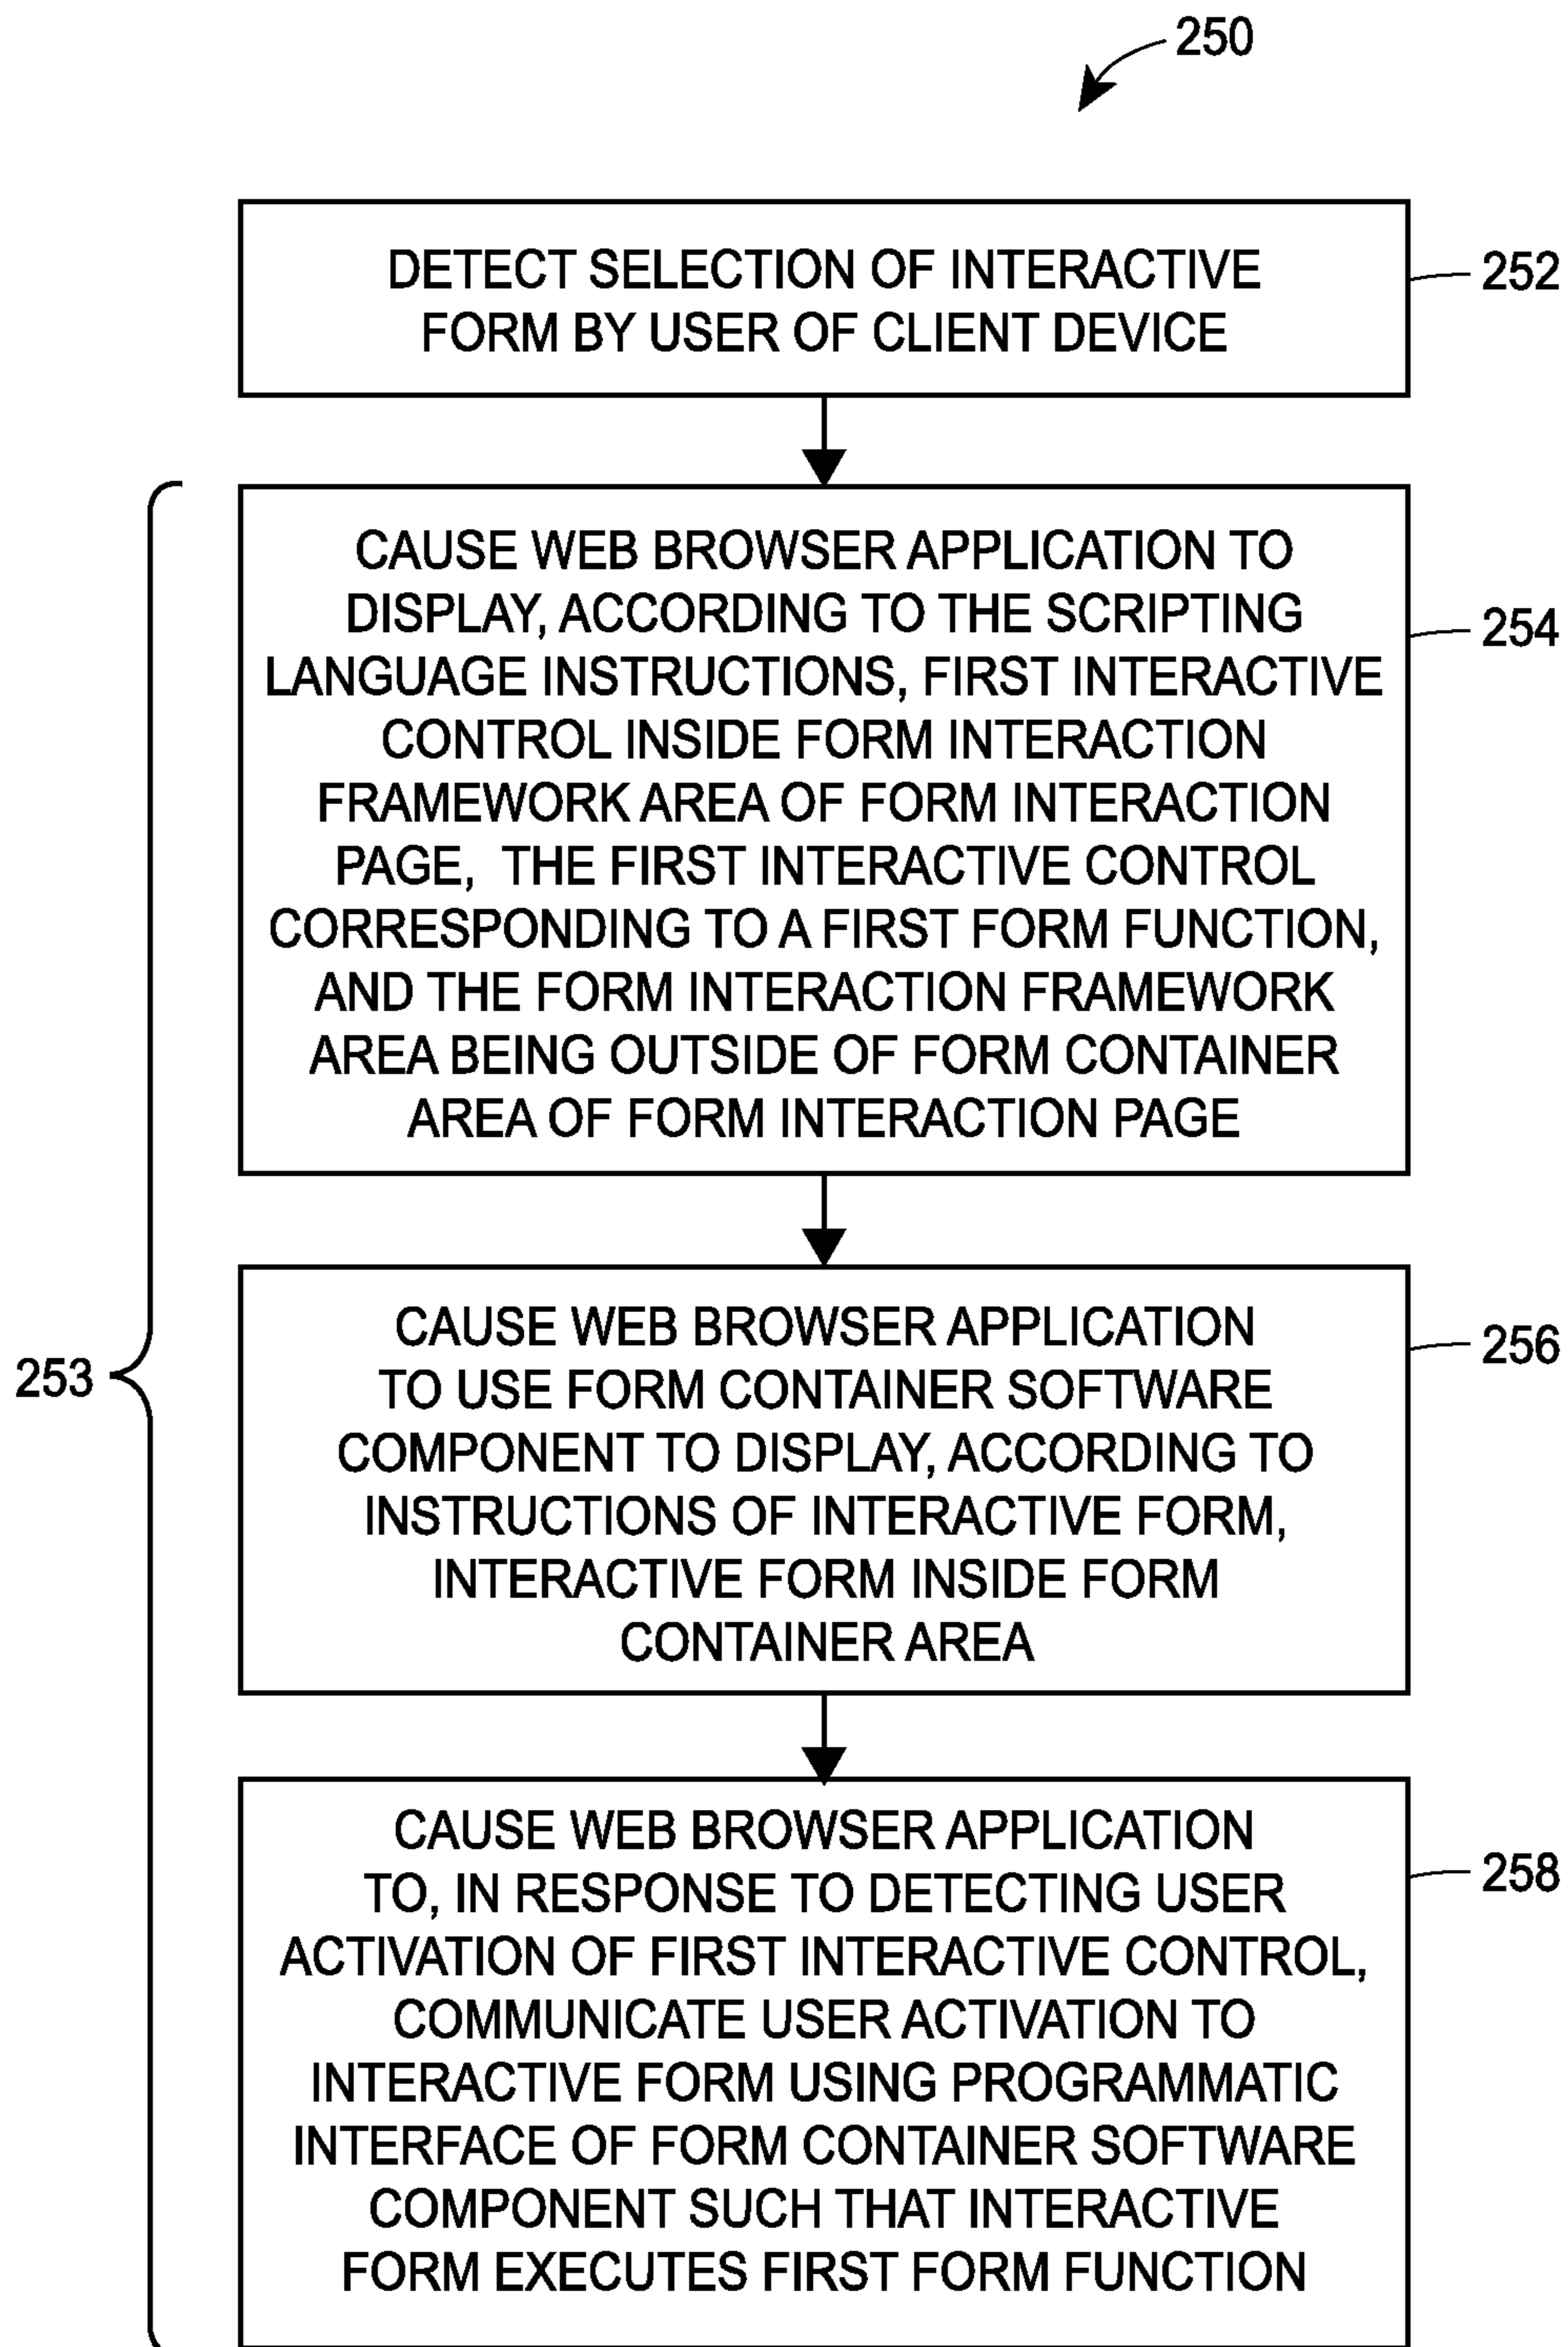 250
DETECT SELECTION OF INTERACTIVE
FORM BY USER OF CLIENT DEVICE
252
CAUSE WEB BROWSER APPLICATION TO
DISPLAY, ACCORDING TO THE SCRIPTING
LANGUAGE INSTRUCTIONS, FIRST INTERACTIVE
CONTROL INSIDE FORM INTERACTION
FRAMEWORK AREA OF FORM INTERACTION
PAGE, THE FIRST INTERACTIVE CONTROL
CORRESPONDING TO A FIRST FORM FUNCTION,
AND THE FORM INTERACTION FRAMEWORK
AREA BEING OUTSIDE OF FORM CONTAINER
AREA OF FORM INTERACTION PAGE
254
253
CAUSE WEB BROWSER APPLICATION
TO USE FORM CONTAINER SOFTWARE
COMPONENT TO DISPLAY, ACCORDING TO
INSTRUCTIONS OF INTERACTIVE FORM,
INTERACTIVE FORM INSIDE FORM
CONTAINER AREA
256
CAUSE WEB BROWSER APPLICATION
TO, IN RESPONSE TO DETECTING USER
ACTIVATION OF FIRST INTERACTIVE CONTROL,
COMMUNICATE USER ACTIVATION TO
INTERACTIVE FORM USING PROGRAMMATIC
INTERFACE OF FORM CONTAINER SOFTWARE
COMPONENT SUCH THAT INTERACTIVE
FORM EXECUTES FIRST FORM FUNCTION
258